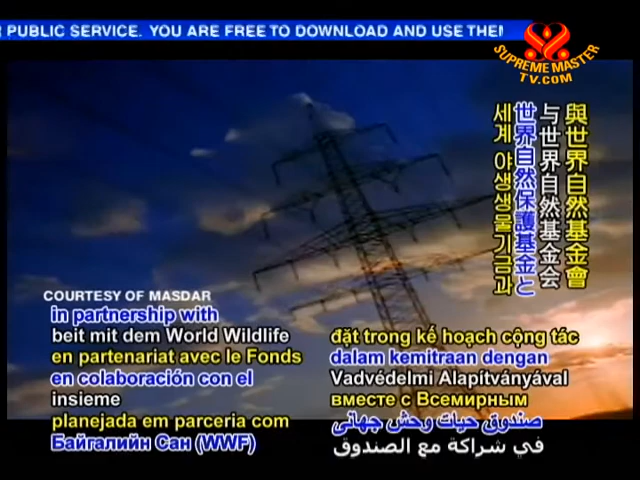 PUBLIC SERVICE. YOU ARE FREE TO DOWNLOAD AND USE THE
SUPREME MASTER
TV.COM
與世界自然基金會
与世界自然基金会
世界自然保護基金と
세계 야생생물기금과
COURTESY OF MASDAR
in partnership with
beit mit dem World Wildlife
en partenariat avec le Fonds
en colaboración con el
insieme
planejada em parceria com
Байгалийн Сан (WWF)
đặt trong kế hoạch cộng tác
dalam kemitraan dengan
Vadvédelmi Alapítványával
вместе с Всемирным
صندوق حیات وحش جهانی
في شراكة مع الصندوق